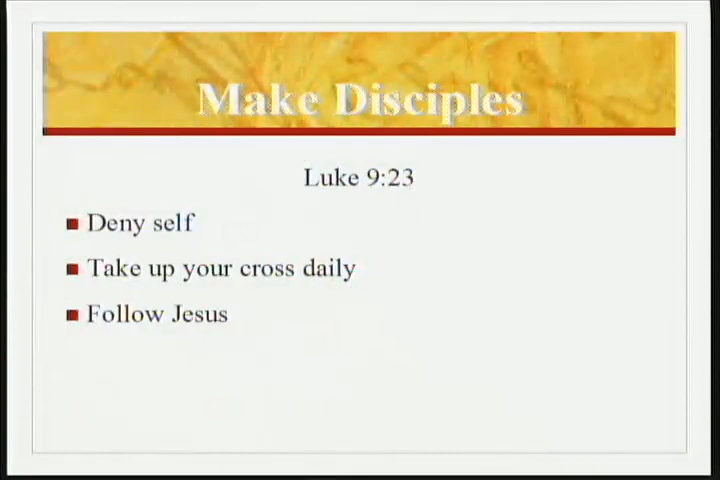 Make Disciples
Luke 9:23
Deny self
Take up your cross daily
Follow Jesus